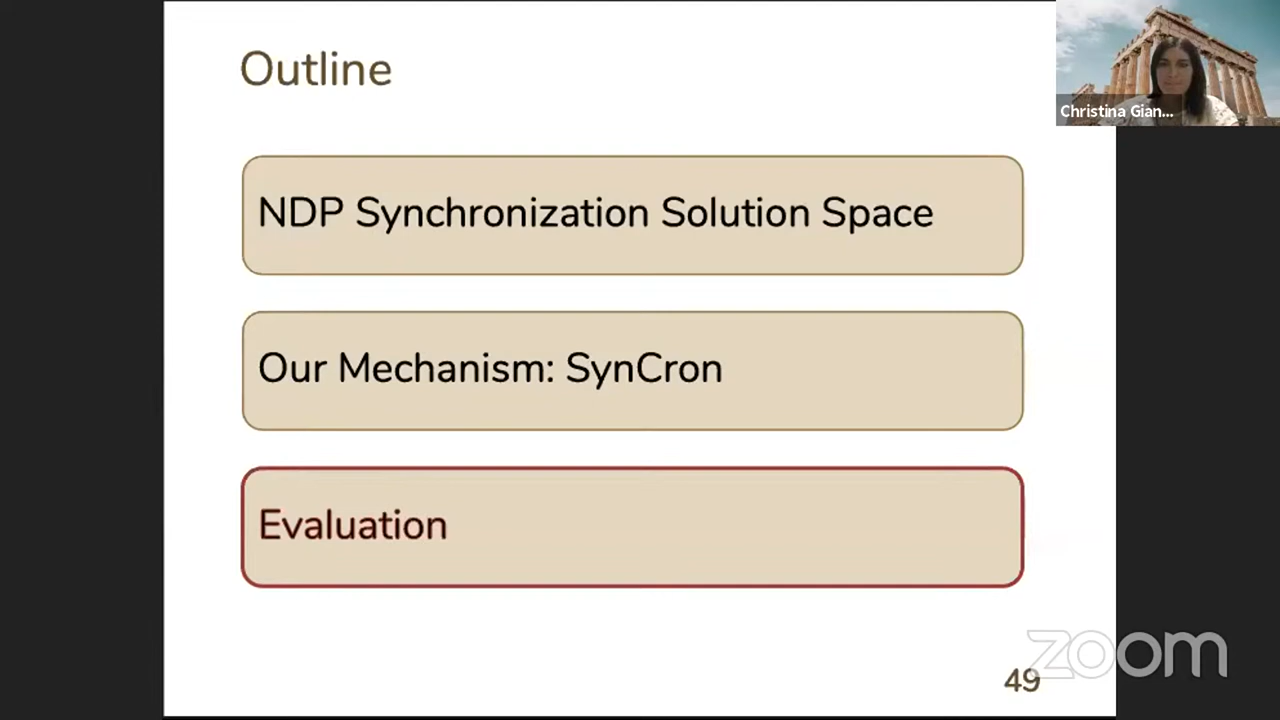 Outline
Christina Gian...
NDP Synchronization Solution Space
Our Mechanism: SynCron
Evaluation
zoom
49